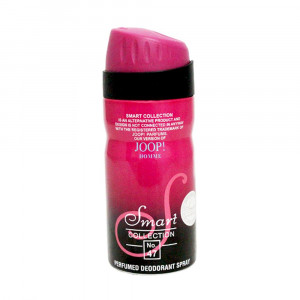 SMART COLLECTION
IS AN ALTERNATIVE PRODUCT AND
DESIGN IS NOT CONNECTED IN ANYWAY
WITH THE REGISTERED TRADEMARK OF
JOOP! PARFUMS.
OUR VERSION OF
JOOP!
HOMME
Smart
COLLECTION
No.
47
PERFUMED DEODORANT SPRAY